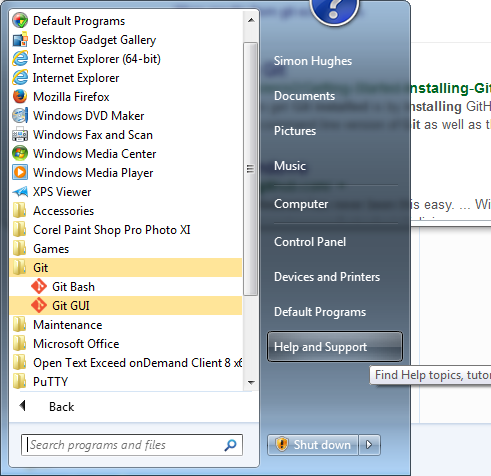 Default Programs
Desktop Gadget Gallery
Internet Explorer (64-bit)
Internet Explorer
Mozilla Firefox
Windows DVD Maker
Windows Fax and Scan
Windows Media Center
Windows Media Player
XPS Viewer
Accessories
Corel Paint Shop Pro Photo XI
Games
Git
Git Bash
Git GUI
Maintenance
Microsoft Office
Open Text Exceed onDemand Client 8 x6
PuTTY
Back
Search programs and files
?
Simon Hughes
Documents
Pictures
Music
Computer
Control Panel
Devices and Printers
Default Programs
Help and Support
Shut down
Find Help topics, tutor
nstalling-Git
installing GitH
as well as th
is easy. ... Wi